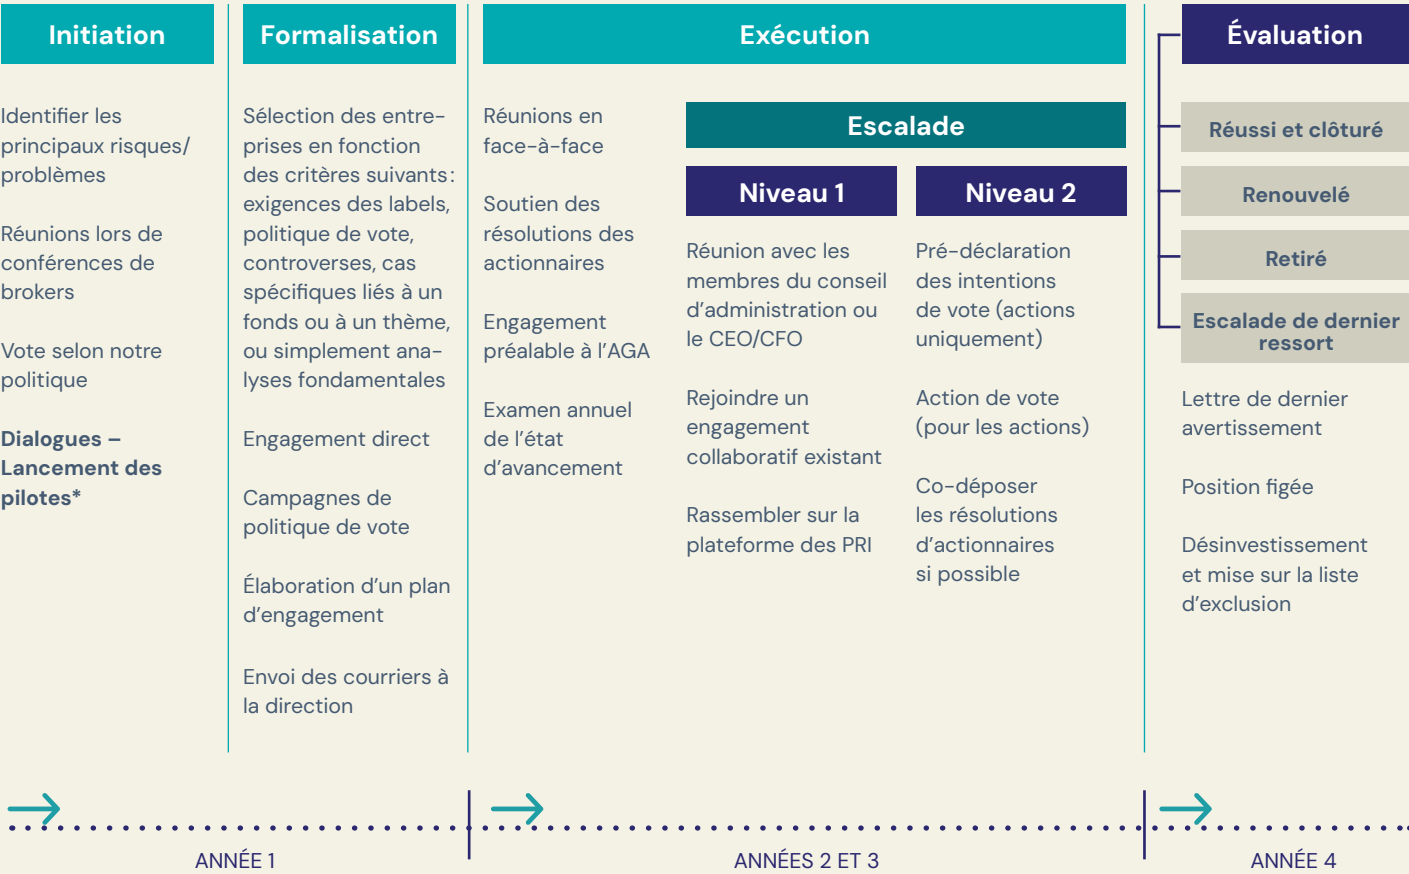 Initiation
Identifier les
principaux risques/
problèmes
Réunions lors de
conférences de
brokers
Vote selon notre
politique
Dialogues –
Lancement des
pilotes*
Formalisation
Sélection des entre-
prises en fonction
des critères suivants:
exigences des labels,
politique de vote,
controverses, cas
spécifiques liés à un
fonds ou à un thème,
ou simplement ana-
lyses fondamentales
Engagement direct
Campagnes de
politique de vote
Élaboration d’un plan
d’engagement
Envoi des courriers à
la direction
Exécution
Réunions en
face-à-face
Soutien des
résolutions des
actionnaires
Engagement
préalable à l’AGA
Examen annuel
de l’état
d’avancement
Escalade
Niveau 1
Réunion avec les
membres du conseil
d’administration ou
le CEO/CFO
Rejoindre un
engagement
collaboratif existant
Rassembler sur la
plateforme des PRI
Niveau 2
Pré-déclaration
des intentions
de vote (actions
uniquement)
Action de vote
(pour les actions)
Co-déposer
les résolutions
d’actionnaires
si possible
Évaluation
Réussi et clôturé
Renouvelé
Retiré
Escalade de dernier
ressort
Lettre de dernier
avertissement
Position figée
Désinvestissement
et mise sur la liste
d’exclusion
ANNÉE 1
ANNÉES 2 ET 3
ANNÉE 4